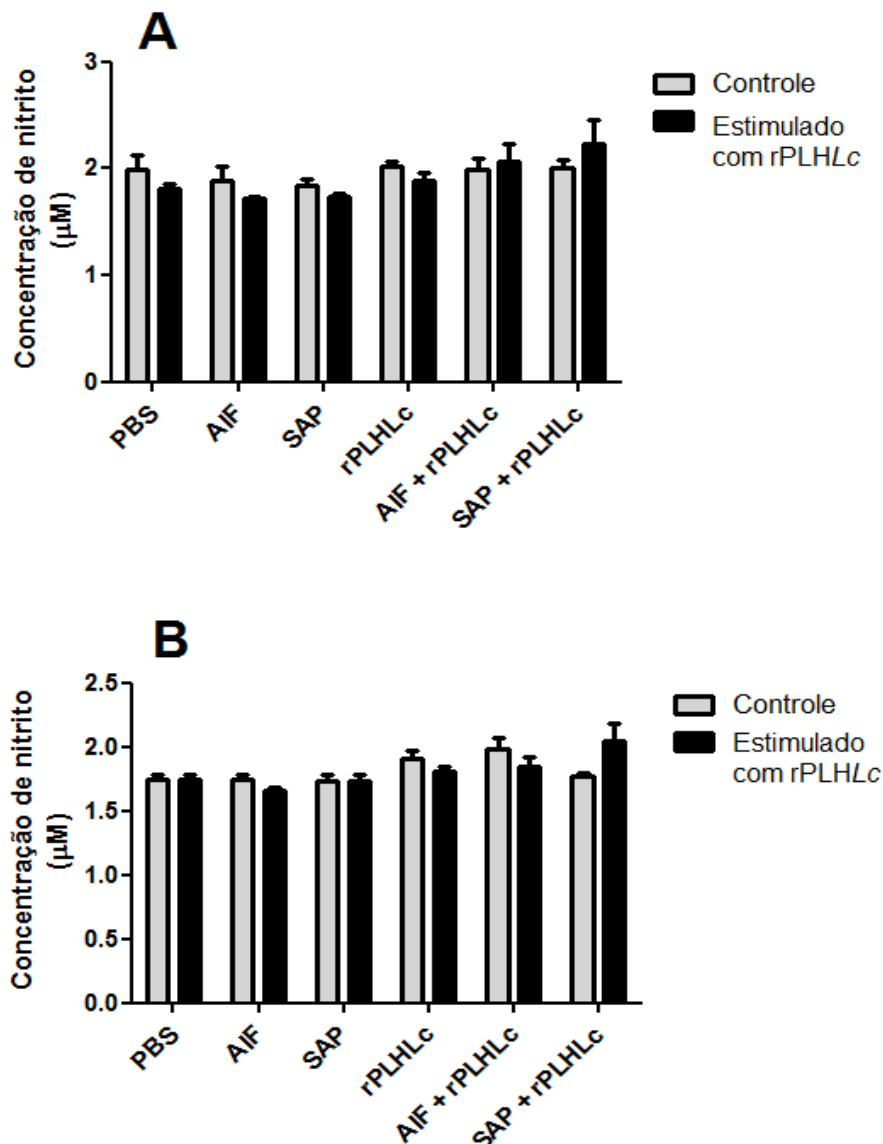 A
Concentração de nitrito
(µM)
3
2
1
0
PBS
AIF
SAP
rPLHLc
AIF + rPLHLc
SAP + rPLHLc
Controle
Estimulado
com rPLHLc
B
Concentração de nitrito
(µM)
2.5
2.0
1.5
1.0
0.5
0.0
PBS
AIF
SAP
rPLHLc
AIF + rPLHLc
SAP + rPLHLc
Controle
Estimulado
com rPLHLc